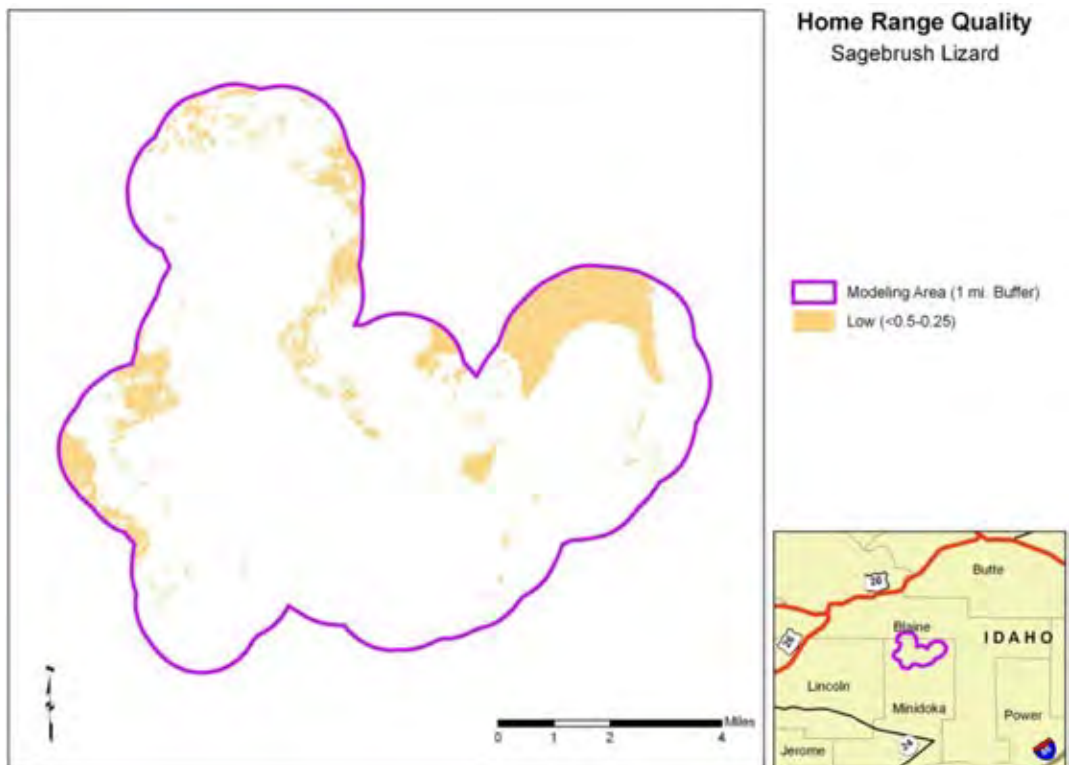 Home Range Quality
Sagebrush Lizard
Modeling Area (1 mi. Buffer)
Low (<0.5-0.25)
Miles
0 1 2 4
Butte
26
Blaine
IDAHO
26
Lincoln
Minidoka
Power
24
Jerome
86